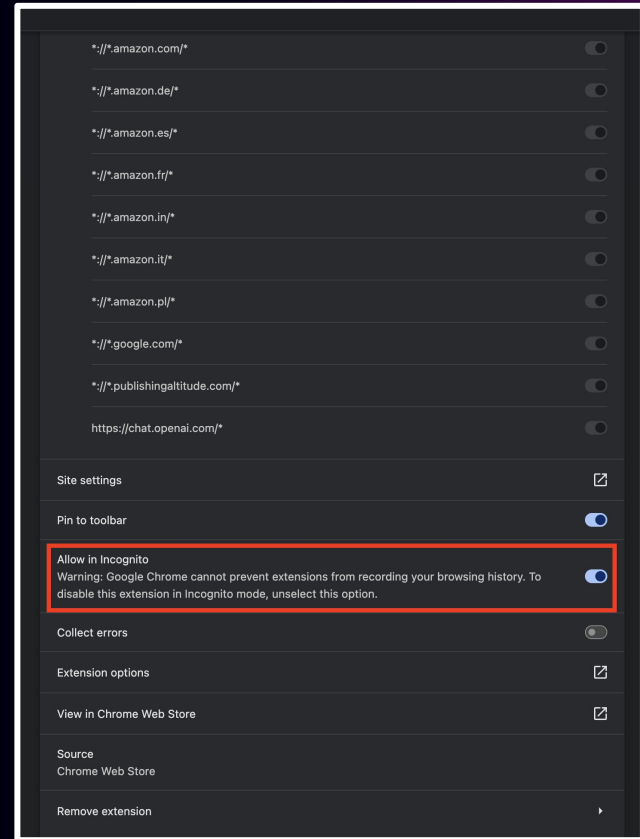 *://*.amazon.com/*
*://*.amazon.de/*
*://*.amazon.es/*
*://*.amazon.fr/*
*://*.amazon.in/*
*://*.amazon.it/*
*://*.amazon.pl/*
*://*.google.com/*
*://*.publishingaltitude.com/*
https://chat.openai.com/*
Site settings
Pin to toolbar
Allow in Incognito
Warning: Google Chrome cannot prevent extensions from recording your browsing history. To
disable this extension in Incognito mode, unselect this option.
Collect errors
Extension options
View in Chrome Web Store
Source
Chrome Web Store
Remove extension